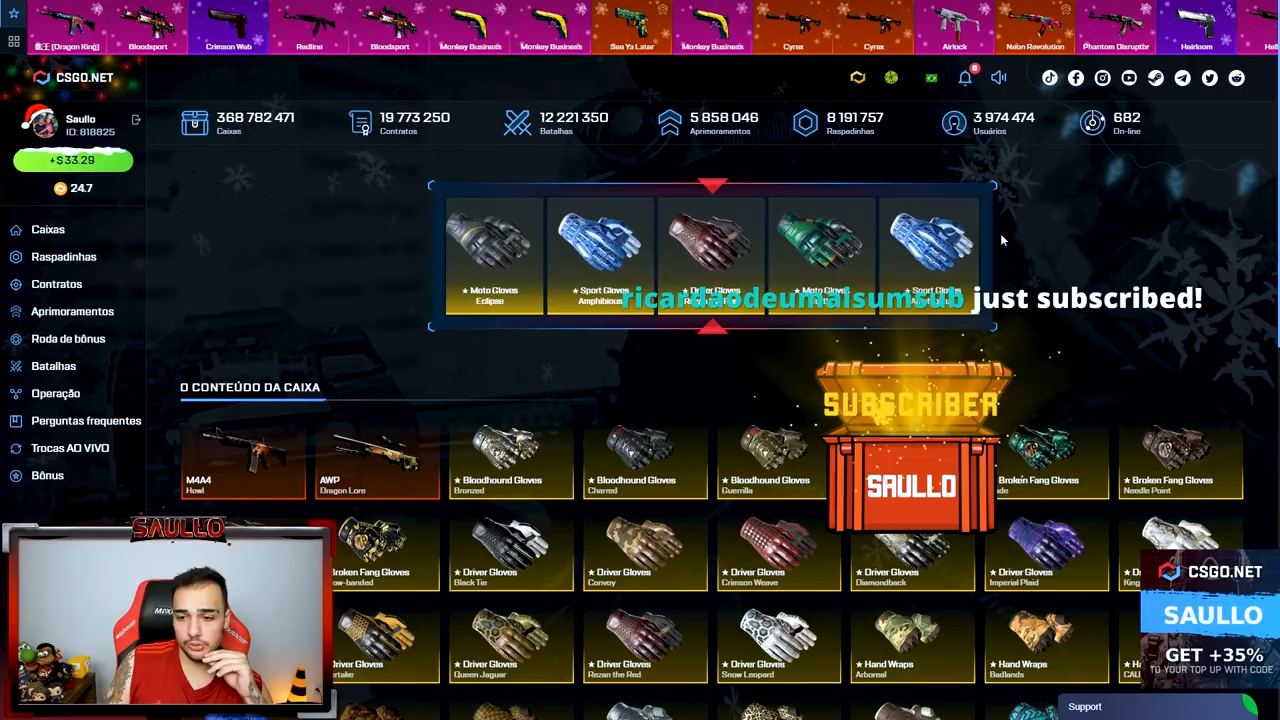 (Dragon King)
Bloodsport
Crimson Web
Redline
Bloodsport
Monkey Business
Monkey Business
See Ya Later
Monkey Business
Cyrex
Cyrex
Airlock
Neon Revolution
Phantom Disruptor
Heirloom
CSGO.NET
Saullo
ID: 818825
+$33.29
24.7
368 782 471
Caixas
19 773 250
Contratos
12 221 350
Batalhas
5 858 046
Aprimoramentos
8 191 757
Raspadinhas
3 974 474
Usuários
682
On-line
Caixas
Raspadinhas
Contratos
Aprimoramentos
Roda de bônus
Batalhas
Operação
Perguntas frequentes
Trocas AO VIVO
Bônus
★ Moto Gloves
Eclipse
★ Sport Gloves
Amphibious
ricardaodeumaisumsub just subscribed!
O CONTEÚDO DA CAIXA
SUBSCRIBER
SAULLO
M4A4
Howl
AWP
Dragon Lore
★ Bloodhound Gloves
Bronzed
★ Bloodhound Gloves
Charred
★ Bloodhound Gloves
Guerrilla
★ Broken Fang Gloves
★ Broken Fang Gloves
Needle Point
Broken Fang Gloves
ow-banded
★ Driver Gloves
Black Tie
★ Driver Gloves
Convoy
★ Driver Gloves
Crimson Weave
★ Driver Gloves
Diamondback
★ Driver Gloves
Imperial Plaid
Driver Gloves
ertake
★ Driver Gloves
Queen Jaguar
★ Driver Gloves
Rezan the Red
★ Driver Gloves
Snow Leopard
★ Hand Wraps
Arboreal
★ Hand Wraps
Badlands
SAULLO
CSGO.NET
SAULLO
GET +35%
TO YOUR TOP UP WITH CODE
Support